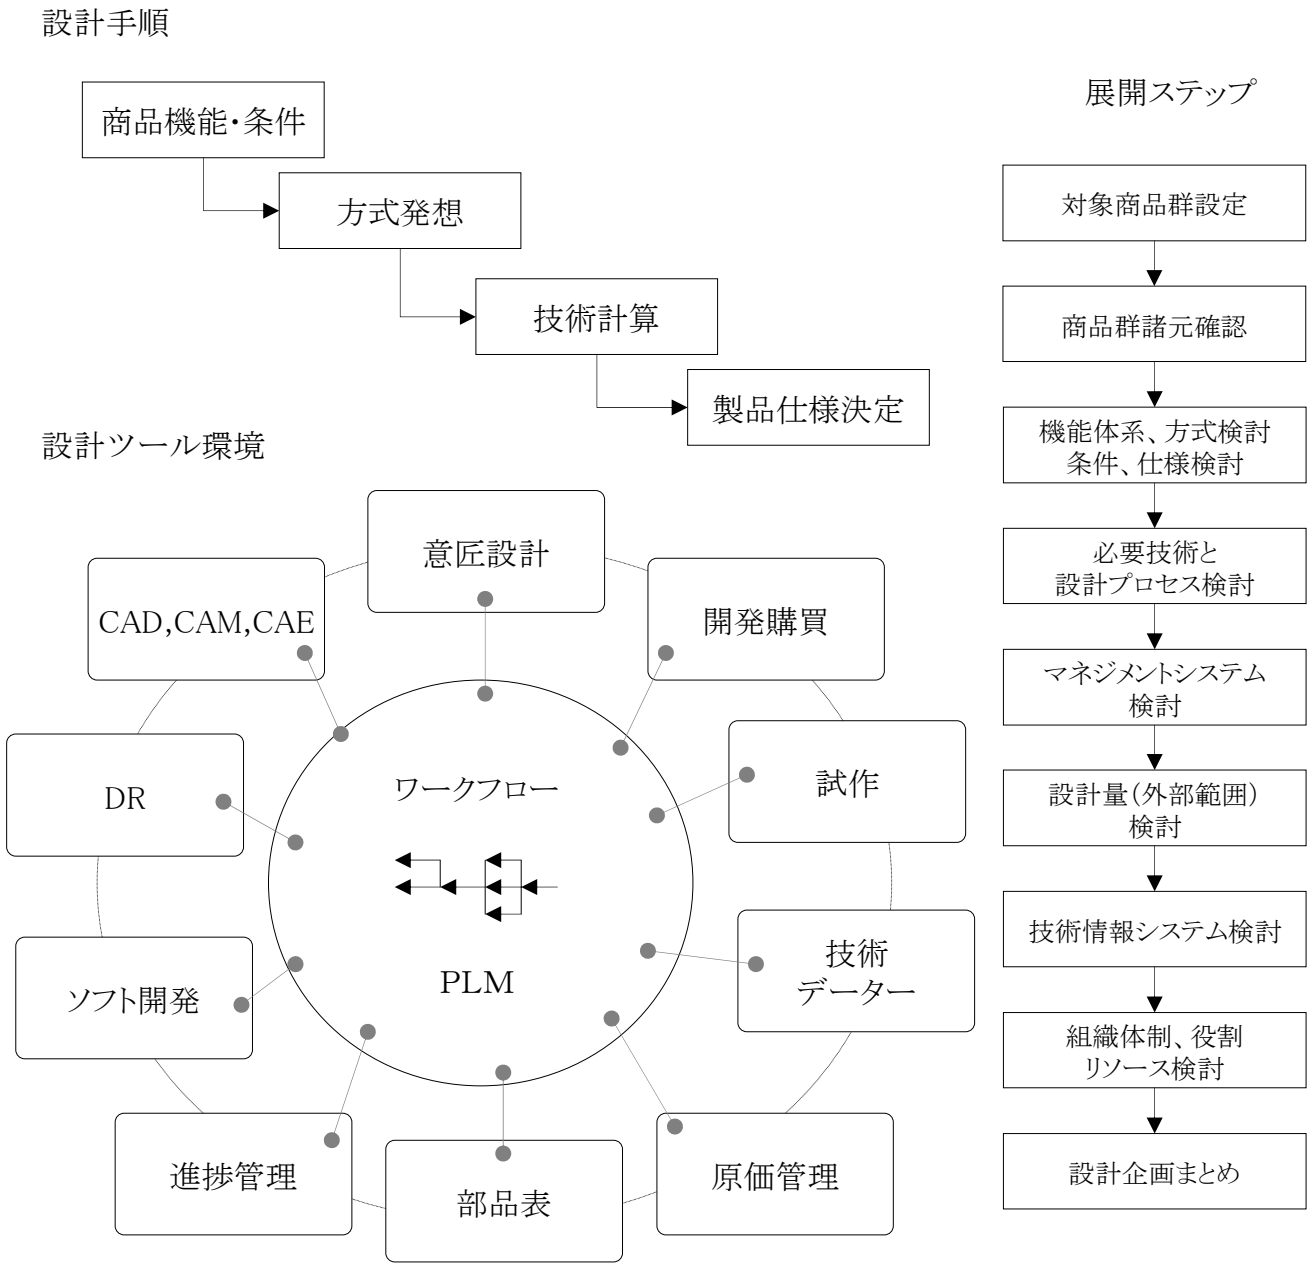 設計手順
商品機能・条件
方式発想
技術計算
製品仕様決定
設計ツール環境
意匠設計
CAD,CAM,CAE
開発購買
DR
試作
ワークフロー
PLM
ソフト開発
技術
データー
進捗管理
部品表
原価管理
展開ステップ
対象商品群設定
商品群諸元確認
機能体系、方式検討
条件、仕様検討
必要技術と
設計プロセス検討
マネジメントシステム
検討
設計量（外部範囲）
検討
技術情報システム検討
組織体制、役割
リソース検討
設計企画まとめ